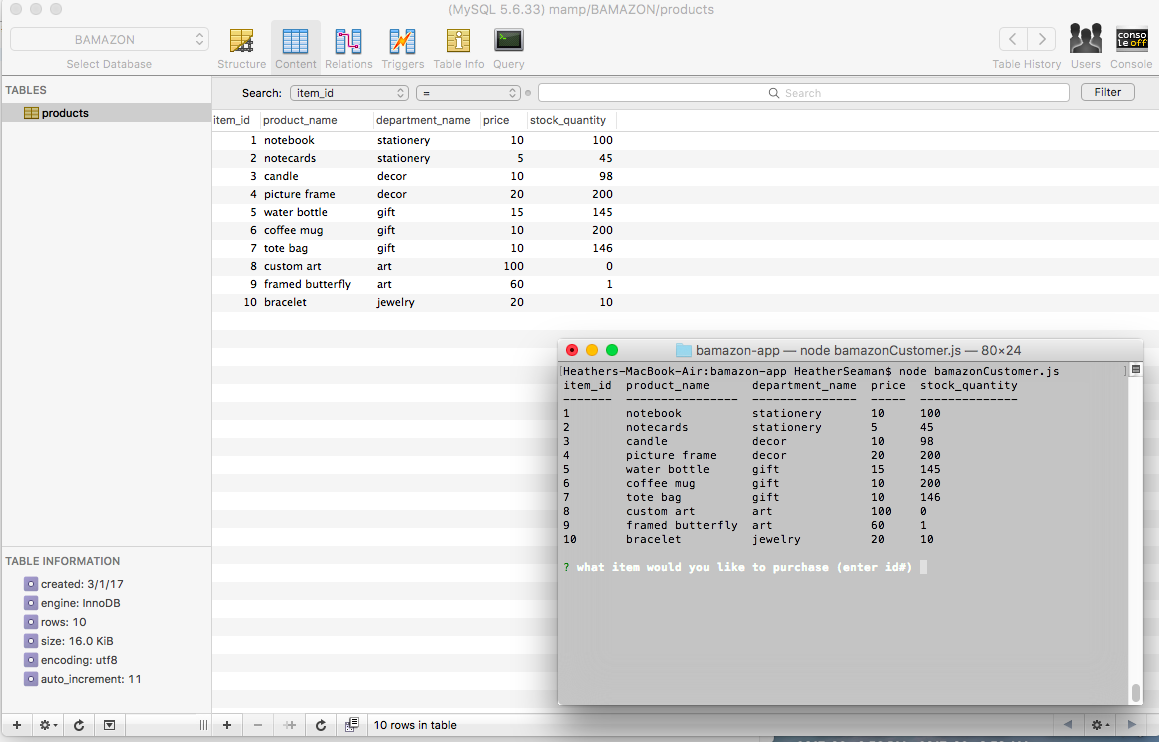 (MySQL 5.6.33) mamp/BAMAZON/products
BAMAZON
Select Database
Structure Content Relations Triggers Table Info Query
Table History Users Console
conso
le off
TABLES
products
Search: item_id = Search Filter
item_id product_name department_name price stock_quantity
1 notebook stationery 10 100
2 notecards stationery 5 45
3 candle decor 10 98
4 picture frame decor 20 200
5 water bottle gift 15 145
6 coffee mug gift 10 200
7 tote bag gift 10 146
8 custom art art 100 0
9 framed butterfly art 60 1
10 bracelet jewelry 20 10
bamazon-app — node bamazonCustomer.js — 80×24
[Heathers-MacBook-Air:bamazon-app HeatherSeaman$ node bamazonCustomer.js ]
item_id product_name department_name price stock_quantity
------- ---------------- --------------- ----- --------------
1 notebook stationery 10 100
2 notecards stationery 5 45
3 candle decor 10 98
4 picture frame decor 20 200
5 water bottle gift 15 145
6 coffee mug gift 10 200
7 tote bag gift 10 146
8 custom art art 100 0
9 framed butterfly art 60 1
10 bracelet jewelry 20 10
? what item would you like to purchase (enter id#)
TABLE INFORMATION
created: 3/1/17
engine: InnoDB
rows: 10
size: 16.0 KiB
encoding: utf8
auto_increment: 11
10 rows in table